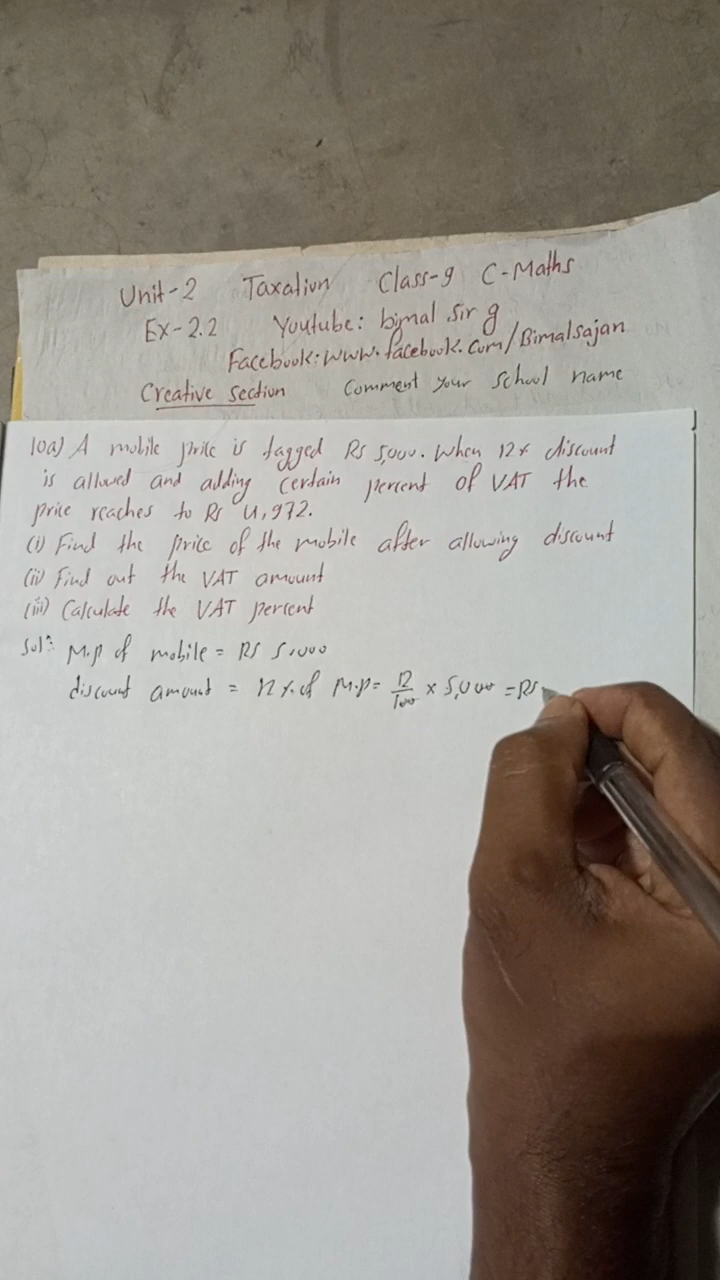 Unit-2 Taxation Class-9 C-Maths
Ex-2.2 Youtube: bimal sir g
Facebook: www.facebook.com/Bimalsajan
Creative section Comment your school name
10a) A mobile price is tagged Rs 5,000. When 12% discount
is allowed and adding certain percent of VAT the
price reaches to Rs 4,972.
(i) Find the price of the mobile after allowing discount
(ii) Find out the VAT amount
(iii) Calculate the VAT percent
Solⁿ: M.p of mobile = RS 5,000
discount amount = 12 %. of M.p = 12/100 × 5,000 = RS